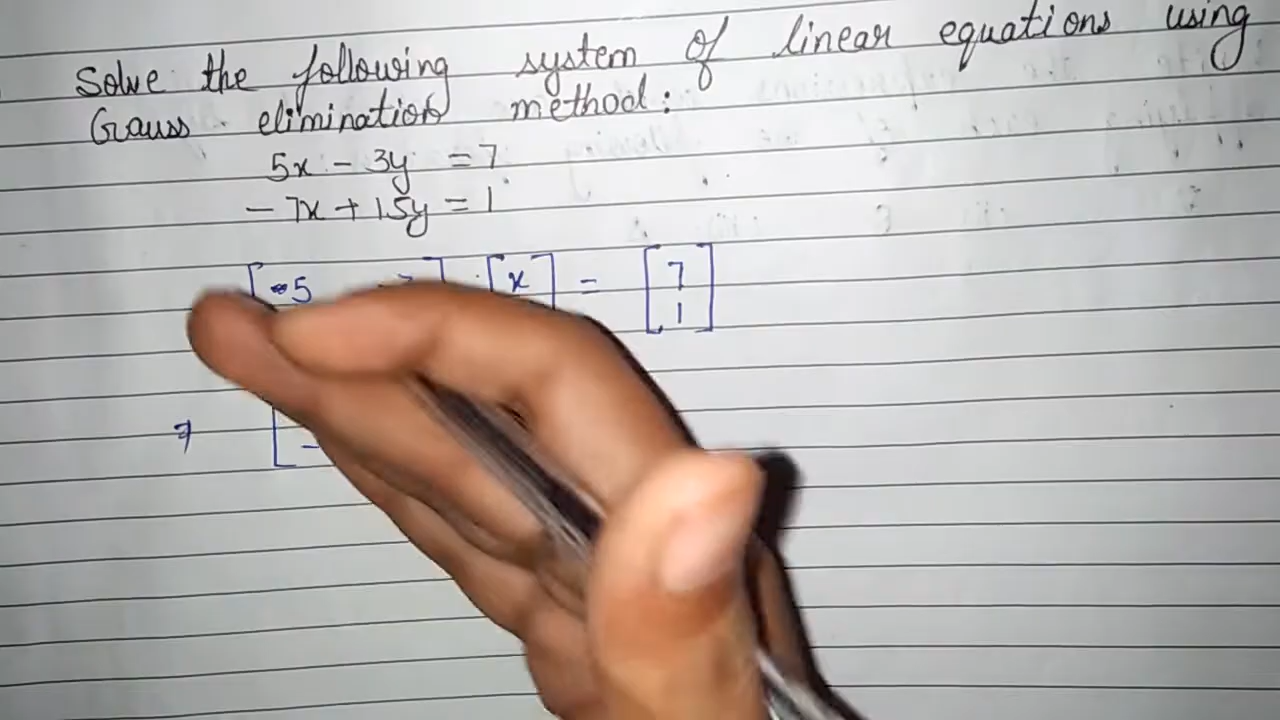 Solve the following system of linear equations using
Gauss elimination method:
5x - 3y = 7
- 7x + 15y = 1
[ 5 ] [ x ] = [ 7 ]
1
[ -